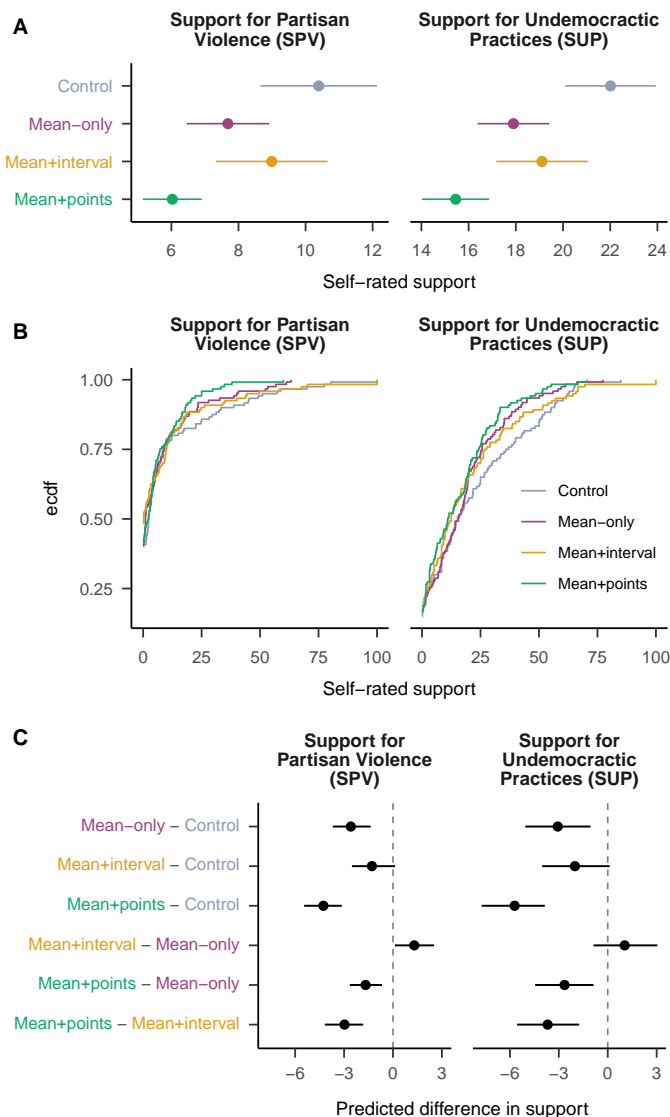 A
Support for Partisan
Violence (SPV)
Support for Undemocratic
Practices (SUP)
Control
Mean−only
Mean+interval
Mean+points
6 8 10 12
14 16 18 20 22 24
Self−rated support
B
Support for Partisan
Violence (SPV)
Support for Undemocratic
Practices (SUP)
ecdf
1.00
0.75
0.50
0.25
Control
Mean−only
Mean+interval
Mean+points
0 25 50 75 100
0 25 50 75 100
Self−rated support
C
Support for
Partisan Violence
(SPV)
Support for
Undemocratic
Practices (SUP)
Mean−only − Control
Mean+interval − Control
Mean+points − Control
Mean+interval − Mean−only
Mean+points − Mean−only
Mean+points − Mean+interval
−6 −3 0 3
−6 −3 0 3
Predicted difference in support